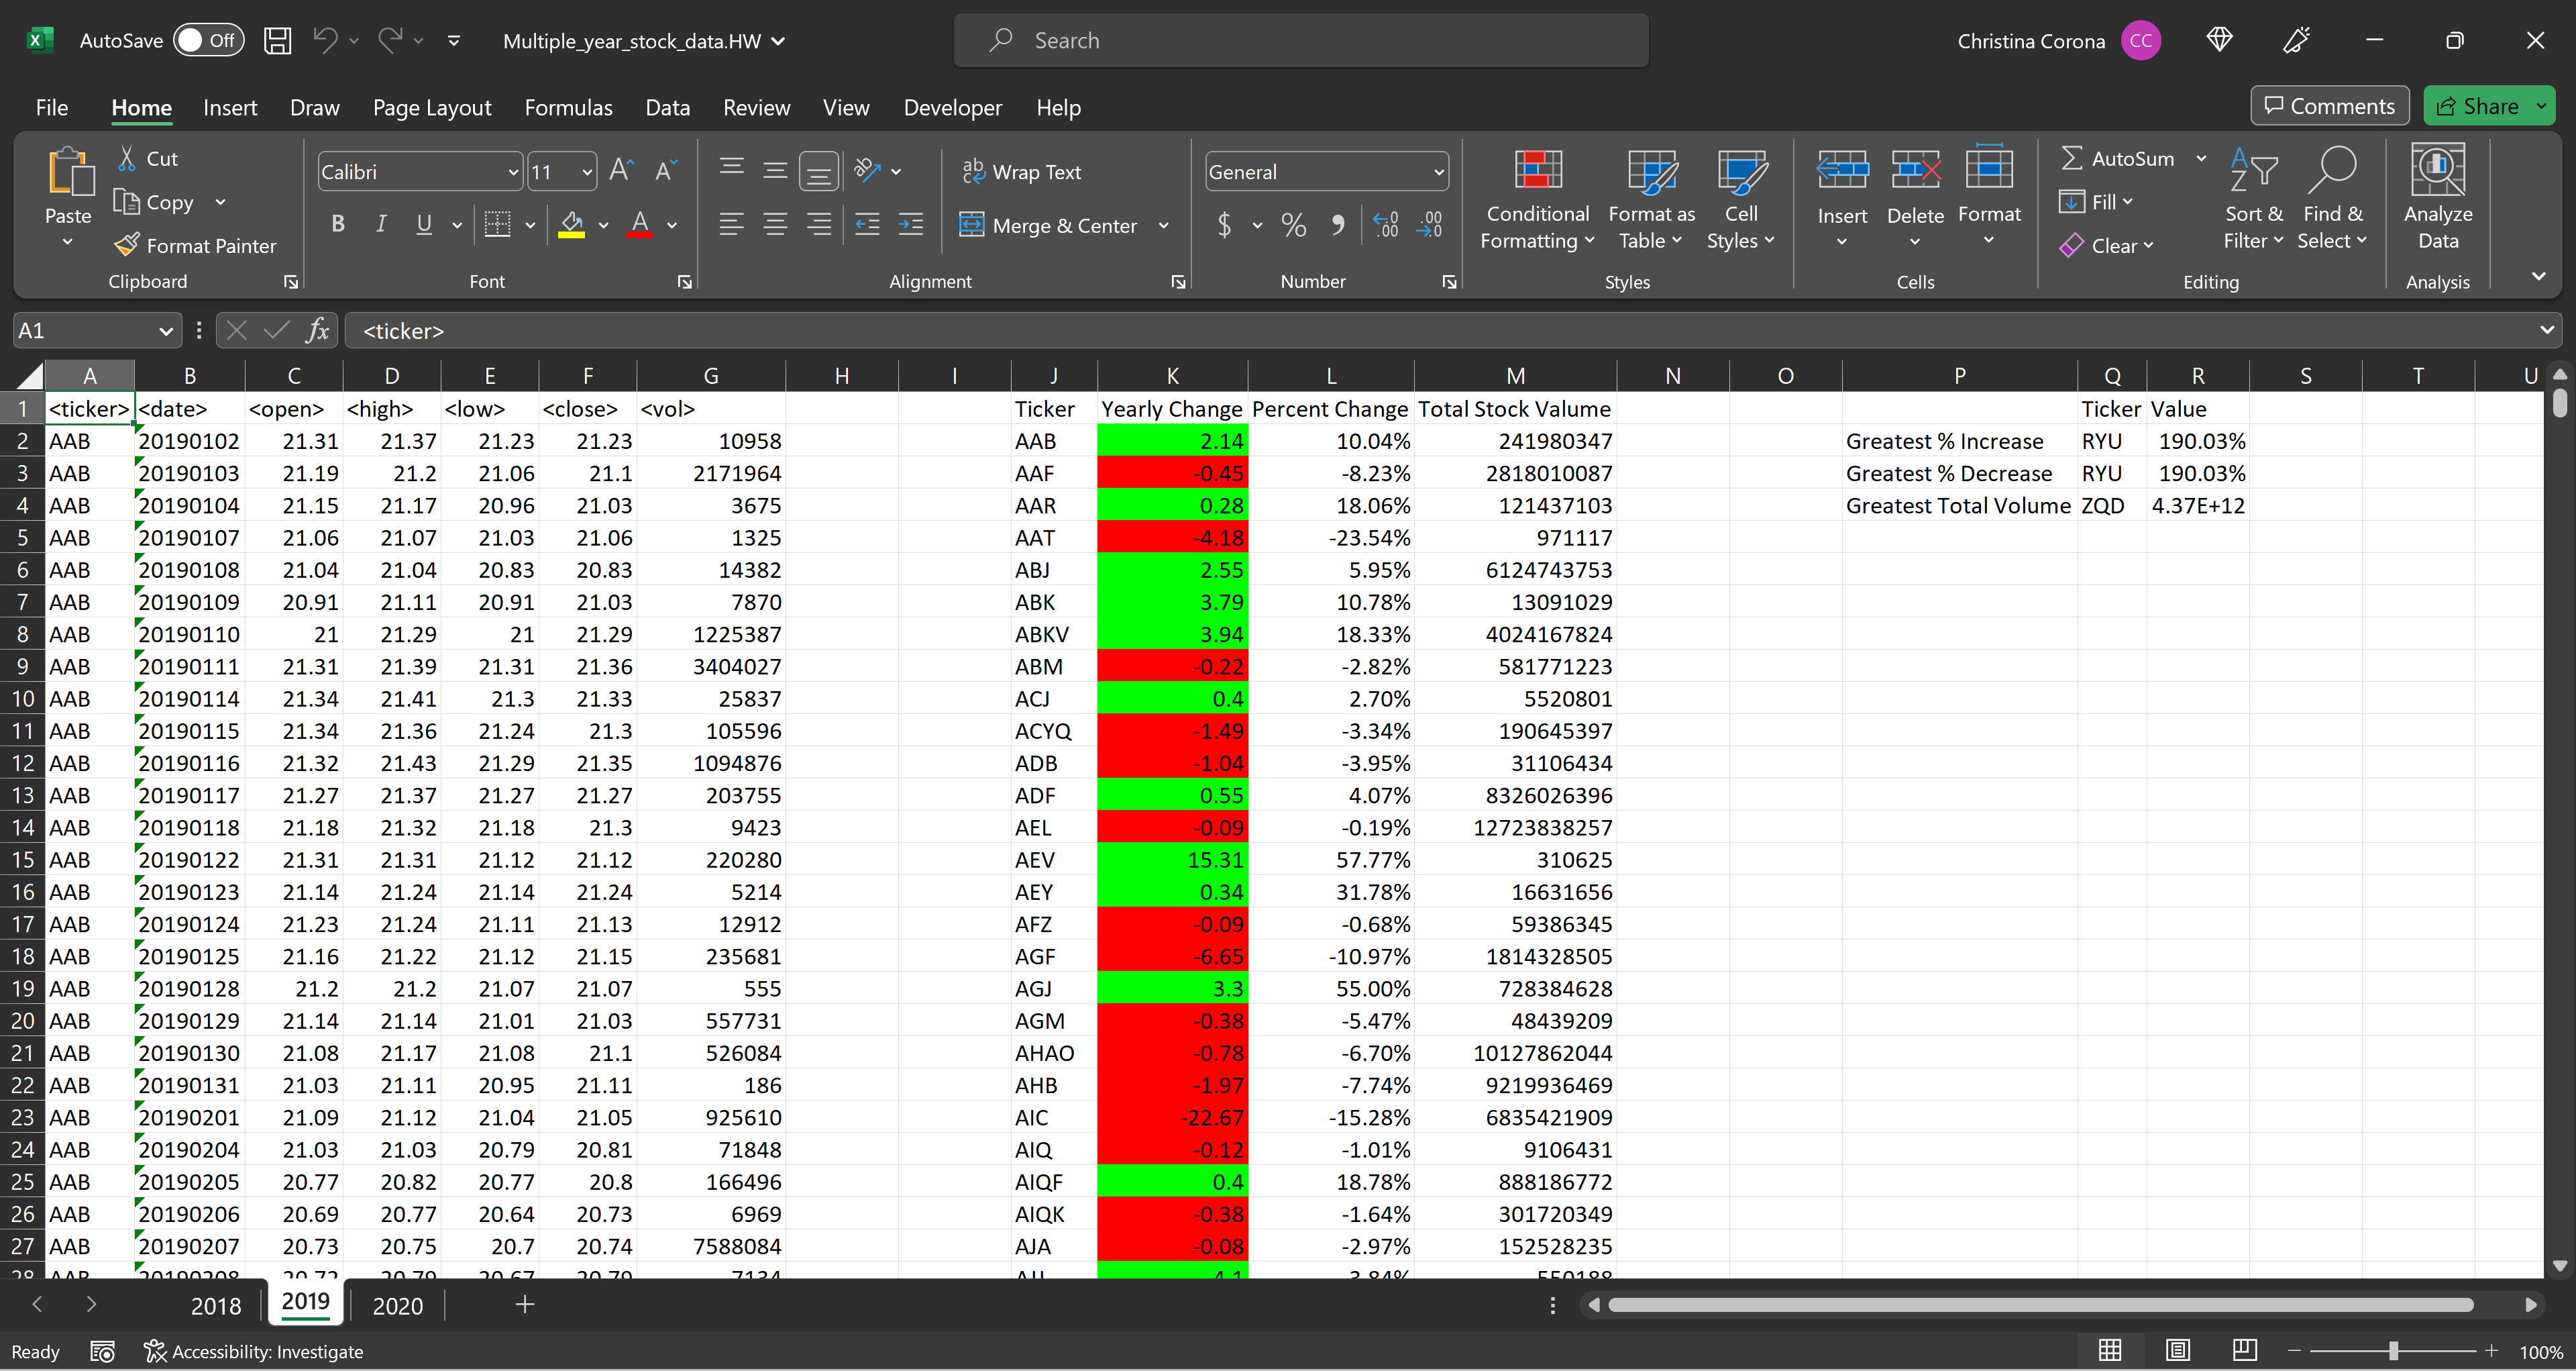 AutoSave Off Multiple_year_stock_data.HW Search Christina Corona CC
File Home Insert Draw Page Layout Formulas Data Review View Developer Help Comments Share
Paste Cut Copy Format Painter Clipboard
Calibri 11 A A B I U A Font
ab Wrap Text Merge & Center Alignment
General $ % , .00 Number
Conditional Formatting Format as Table Cell Styles Styles
Insert Delete Format Cells
AutoSum Fill Clear Sort & Filter Find & Select Editing
Analyze Data Analysis
A1 fx <ticker>
A B C D E F G H I J K L M N O P Q R S T U
1 <ticker> <date> <open> <high> <low> <close> <vol> Ticker Yearly Change Percent Change Total Stock Valume Ticker Value
2 AAB 20190102 21.31 21.37 21.23 21.23 10958 AAB 2.14 10.04% 241980347 Greatest % Increase RYU 190.03%
3 AAB 20190103 21.19 21.2 21.06 21.1 2171964 AAF -0.45 -8.23% 2818010087 Greatest % Decrease RYU 190.03%
4 AAB 20190104 21.15 21.17 20.96 21.03 3675 AAR 0.28 18.06% 121437103 Greatest Total Volume ZQD 4.37E+12
5 AAB 20190107 21.06 21.07 21.03 21.06 1325 AAT -4.18 -23.54% 971117
6 AAB 20190108 21.04 21.04 20.83 20.83 14382 ABJ 2.55 5.95% 6124743753
7 AAB 20190109 20.91 21.11 20.91 21.03 7870 ABK 3.79 10.78% 13091029
8 AAB 20190110 21 21.29 21 21.29 1225387 ABKV 3.94 18.33% 4024167824
9 AAB 20190111 21.31 21.39 21.31 21.36 3404027 ABM -0.22 -2.82% 581771223
10 AAB 20190114 21.34 21.41 21.3 21.33 25837 ACJ 0.4 2.70% 5520801
11 AAB 20190115 21.34 21.36 21.24 21.3 105596 ACYQ -1.49 -3.34% 190645397
12 AAB 20190116 21.32 21.43 21.29 21.35 1094876 ADB -1.04 -3.95% 31106434
13 AAB 20190117 21.27 21.37 21.27 21.27 203755 ADF 0.55 4.07% 8326026396
14 AAB 20190118 21.18 21.32 21.18 21.3 9423 AEL -0.09 -0.19% 12723838257
15 AAB 20190122 21.31 21.31 21.12 21.12 220280 AEV 15.31 57.77% 310625
16 AAB 20190123 21.14 21.24 21.14 21.24 5214 AEY 0.34 31.78% 16631656
17 AAB 20190124 21.23 21.24 21.11 21.13 12912 AFZ -0.09 -0.68% 59386345
18 AAB 20190125 21.16 21.22 21.12 21.15 235681 AGF -6.65 -10.97% 1814328505
19 AAB 20190128 21.2 21.2 21.07 21.07 555 AGJ 3.3 55.00% 728384628
20 AAB 20190129 21.14 21.14 21.01 21.03 557731 AGM -0.38 -5.47% 48439209
21 AAB 20190130 21.08 21.17 21.08 21.1 526084 AHAO -0.78 -6.70% 10127862044
22 AAB 20190131 21.03 21.11 20.95 21.11 186 AHB -1.97 -7.74% 9219936469
23 AAB 20190201 21.09 21.12 21.04 21.05 925610 AIC -22.67 -15.28% 6835421909
24 AAB 20190204 21.03 21.03 20.79 20.81 71848 AIQ -0.12 -1.01% 9106431
25 AAB 20190205 20.77 20.82 20.77 20.8 166496 AIQF 0.4 18.78% 888186772
26 AAB 20190206 20.69 20.77 20.64 20.73 6969 AIQK -0.38 -1.64% 301720349
27 AAB 20190207 20.73 20.75 20.7 20.74 7588084 AJA -0.08 -2.97% 152528235
2018 2019 2020
Ready Accessibility: Investigate 100%